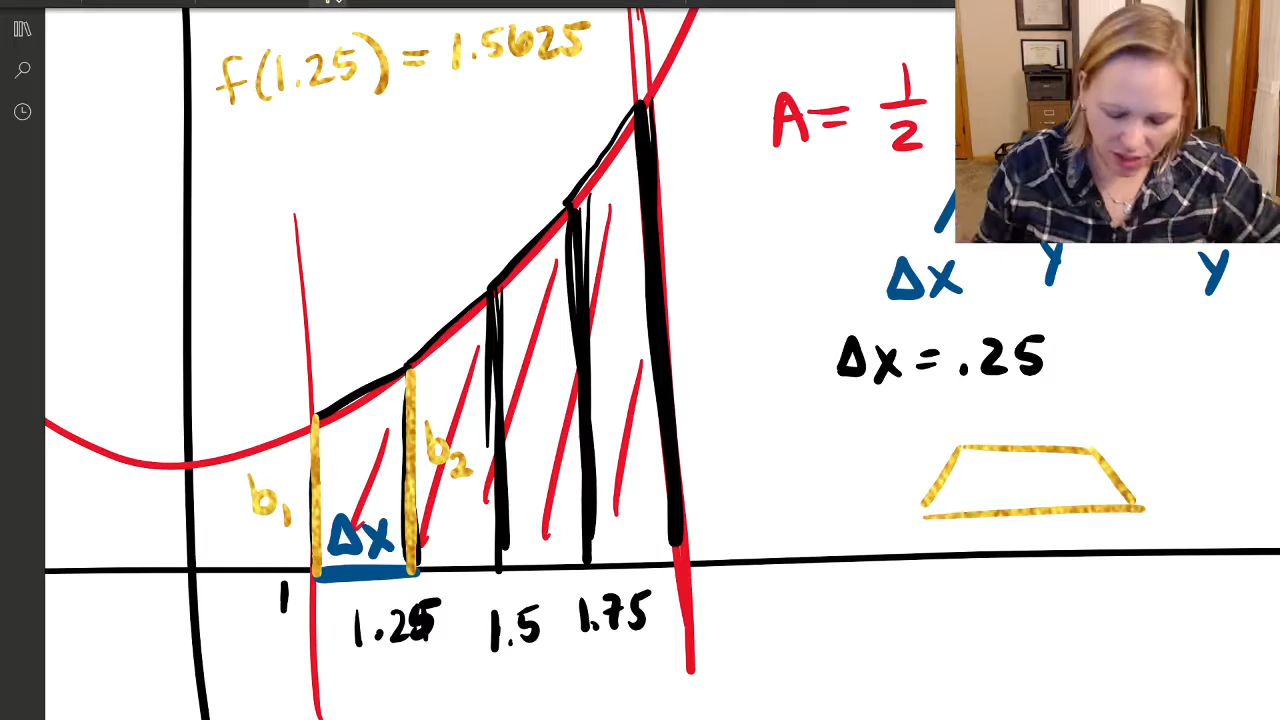 f(1.25) = 1.5625
A = 1/2
Δx y y
Δx = .25
b₁ b₂
Δx
1 1.25 1.5 1.75